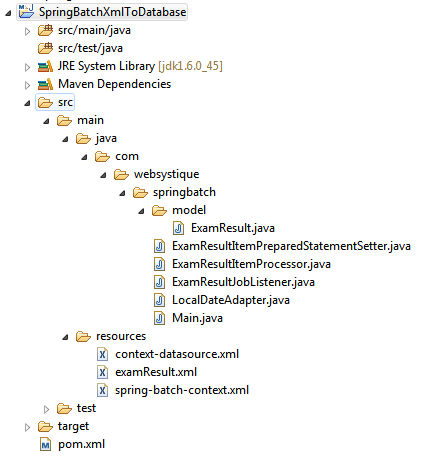 SpringBatchXmlToDatabase
src/main/java
src/test/java
JRE System Library [jdk1.6.0_45]
Maven Dependencies
src
main
java
com
websystique
springbatch
model
ExamResult.java
ExamResultItemPreparedStatementSetter.java
ExamResultItemProcessor.java
ExamResultJobListener.java
LocalDateAdapter.java
Main.java
resources
context-datasource.xml
examResult.xml
spring-batch-context.xml
test
target
pom.xml